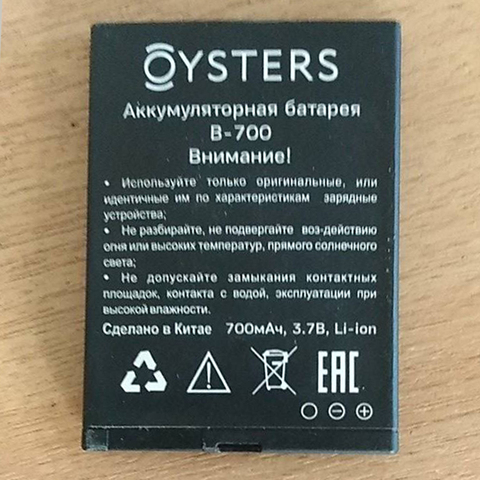 OYSTERS
Аккумуляторная батарея
В-700
Внимание!
• Используйте только оригинальные, или
идентичные им по характеристикам зарядные
устройства;
• Не разбирайте, не подвергайте воз-действию
огня или высоких температур, прямого солнечного
света;
• Не допускайте замыкания контактных
площадок, контакта с водой, эксплуатации при
высокой влажности.
Сделано в Китае 700мАч, 3.7В, Li-ion
EAC